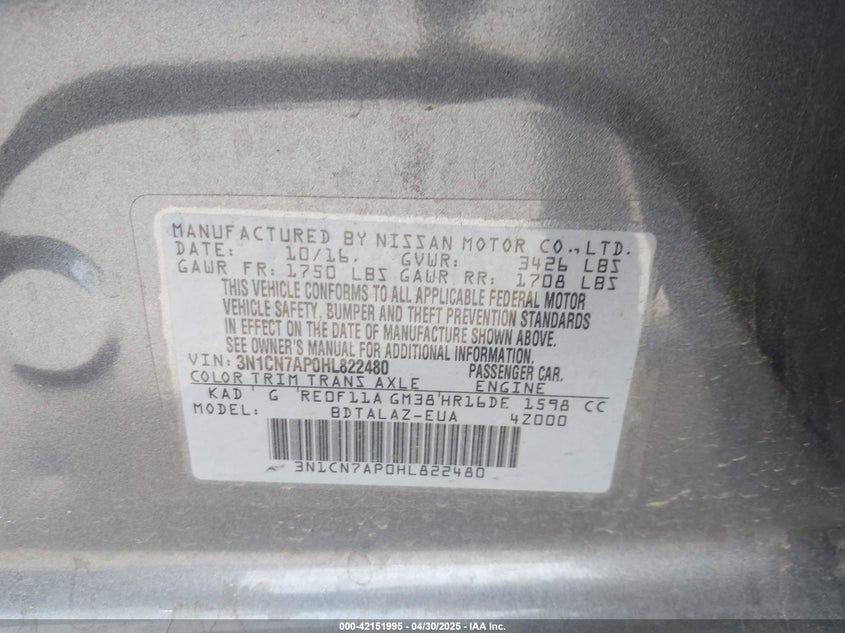 MANUFACTURED BY NISSAN MOTOR CO., LTD.
DATE: 10/16. GVWR: 3426 LBS
GAWR FR: 1750 LBS GAWR RR: 1708 LBS
THIS VEHICLE CONFORMS TO ALL APPLICABLE FEDERAL MOTOR
VEHICLE SAFETY, BUMPER AND THEFT PREVENTION STANDARDS
IN EFFECT ON THE DATE OF MANUFACTURE SHOWN ABOVE.
SEE OWNER'S MANUAL FOR ADDITIONAL INFORMATION.
VIN: 3N1CN7AP0HL822480 PASSENGER CAR.
COLOR TRIM TRANS AXLE ENGINE
KAD G RE0F11A GM38 HR16DE 1598 CC
MODEL: BDTALAZ-EUA 4Z000
3N1CN7AP0HL822480
000-42151995 - 04/30/2025 - IAA Inc.